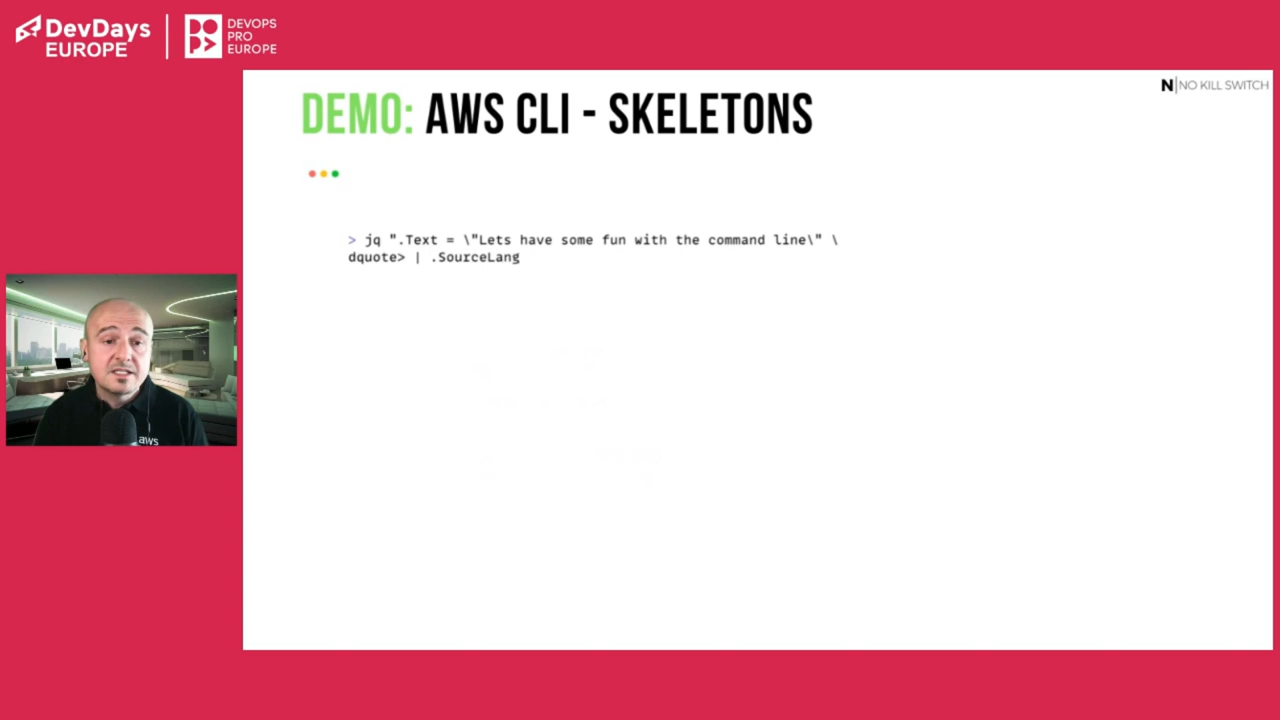 DevDays
EUROPE
DEVOPS
PRO
EUROPE
N NO KILL SWITCH
DEMO: AWS CLI - SKELETONS
> jq ".Text = \"Lets have some fun with the command line\" \
dquote> | .SourceLang
aws